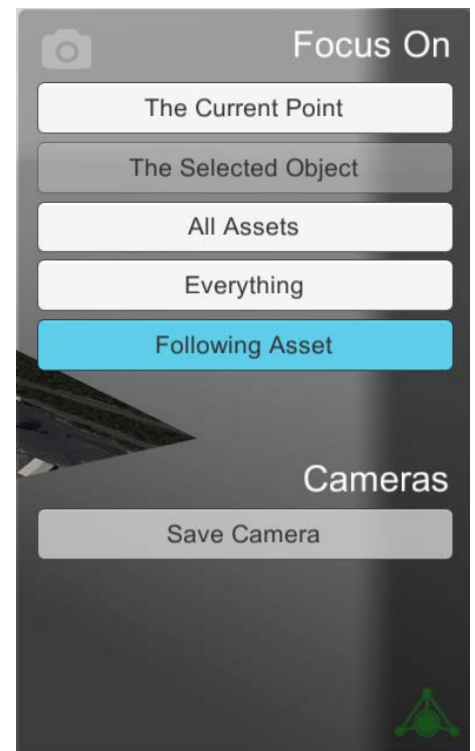 Focus On
The Current Point
The Selected Object
All Assets
Everything
Following Asset
Cameras
Save Camera